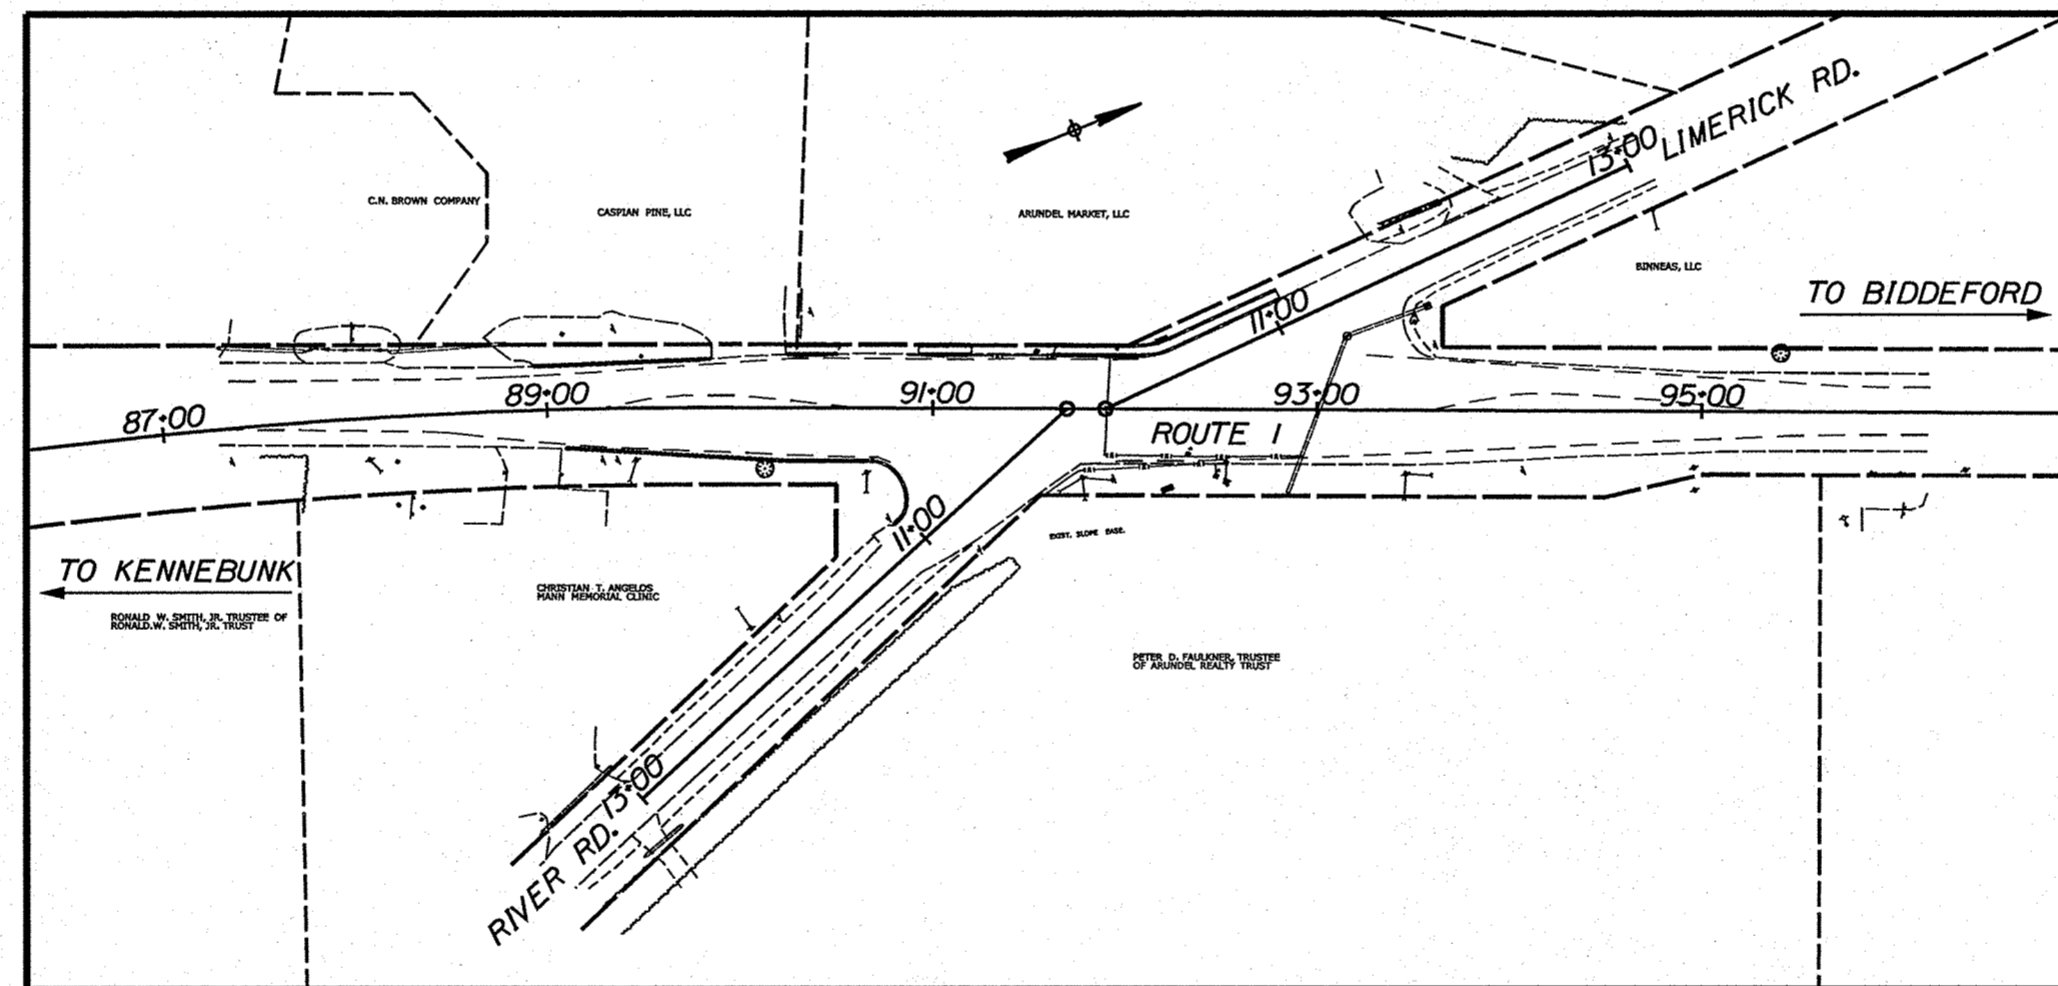 LIMERICK RD.
13+00
C.N. BROWN COMPANY
CASPIAN PINE, LLC
ARUNDEL MARKET, LLC
BINNEAS, LLC
TO BIDDEFORD
11+00
87+00
89+00
91+00
93+00
95+00
ROUTE 1
11+00
EXIST. SLOPE EASE.
TO KENNEBUNK
RONALD W. SMITH, JR. TRUSTEE OF
RONALD.W. SMITH, JR. TRUST
CHRISTIAN T. ANGELOS
MANN MEMORIAL CLINIC
PETER D. FAULKNER, TRUSTEE
OF ARUNDEL REALTY TRUST
13+00
RIVER RD.